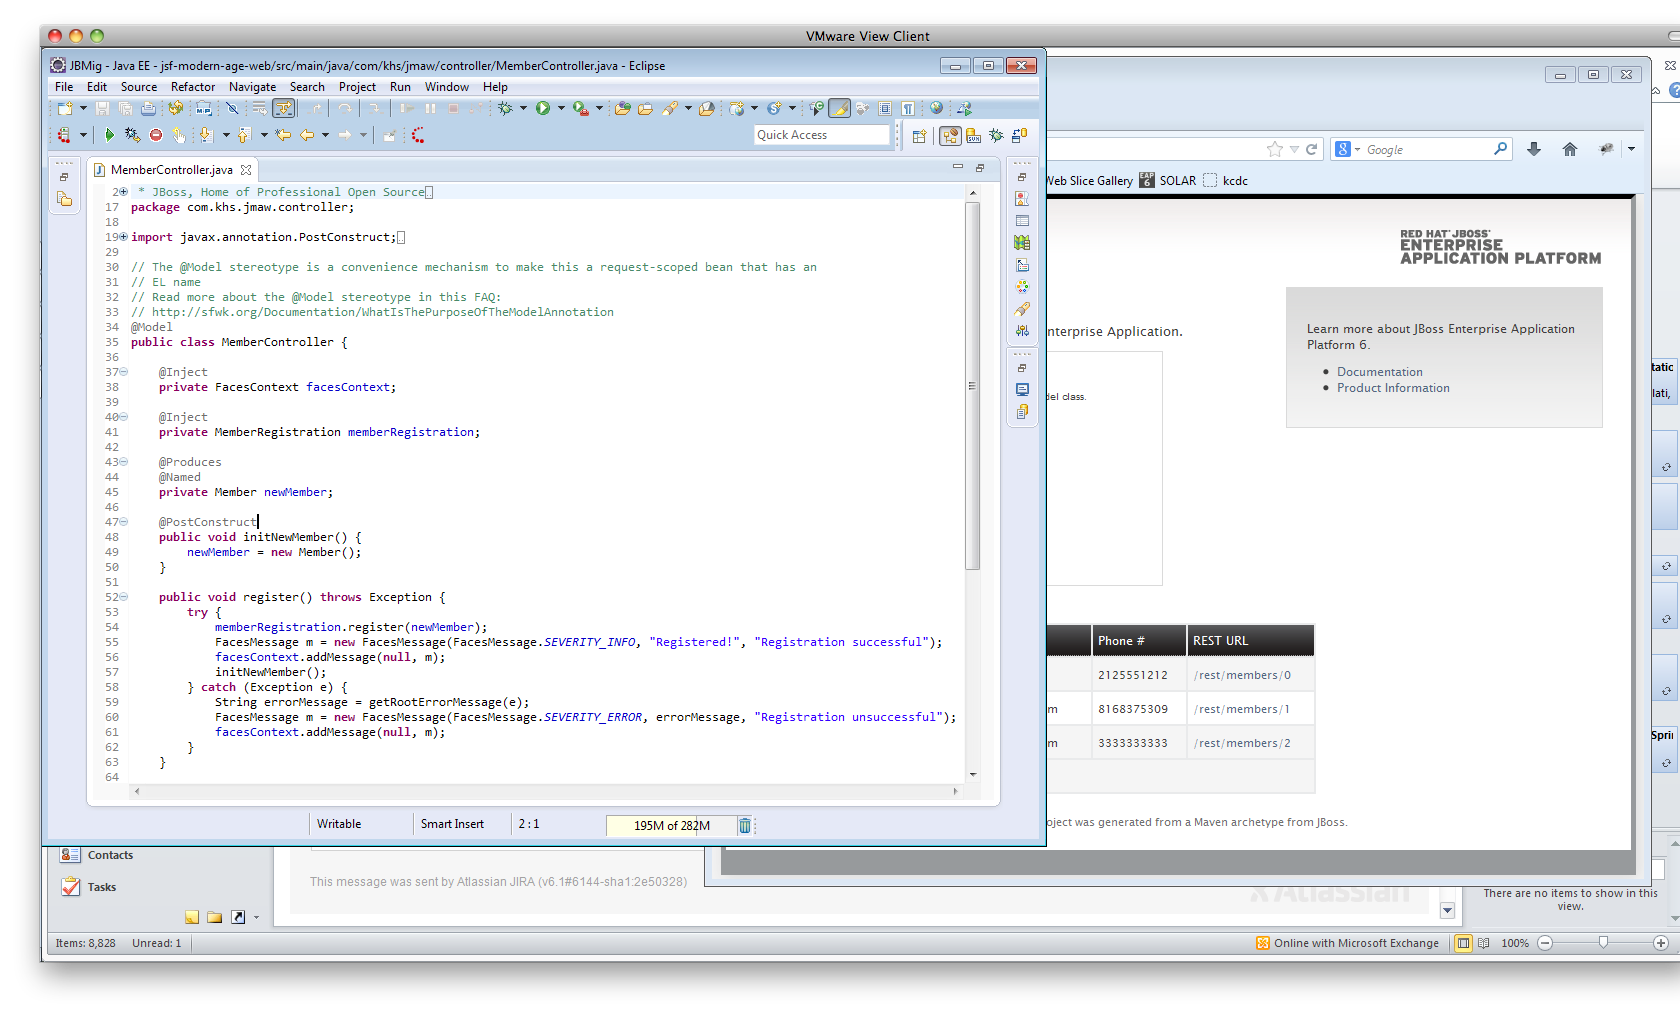 VMware View Client
JBMig - Java EE - jsf-modern-age-web/src/main/java/com/khs/jmaw/controller/MemberController.java - Eclipse
File Edit Source Refactor Navigate Search Project Run Window Help
Quick Access
MemberController.java
2 * JBoss, Home of Professional Open Source
17 package com.khs.jmaw.controller;
18
19 import javax.annotation.PostConstruct;
29
30 // The @Model stereotype is a convenience mechanism to make this a request-scoped bean that has an
31 // EL name
32 // Read more about the @Model stereotype in this FAQ:
33 // http://sfwk.org/Documentation/WhatIsThePurposeOfTheModelAnnotation
34 @Model
35 public class MemberController {
36
37 @Inject
38 private FacesContext facesContext;
39
40 @Inject
41 private MemberRegistration memberRegistration;
42
43 @Produces
44 @Named
45 private Member newMember;
46
47 @PostConstruct
48 public void initNewMember() {
49 newMember = new Member();
50 }
51
52 public void register() throws Exception {
53 try {
54 memberRegistration.register(newMember);
55 FacesMessage m = new FacesMessage(FacesMessage.SEVERITY_INFO, "Registered!", "Registration successful");
56 facesContext.addMessage(null, m);
57 initNewMember();
58 } catch (Exception e) {
59 String errorMessage = getRootErrorMessage(e);
60 FacesMessage m = new FacesMessage(FacesMessage.SEVERITY_ERROR, errorMessage, "Registration unsuccessful");
61 facesContext.addMessage(null, m);
62 }
63 }
64
Writable Smart Insert 2 : 1 195M of 282M
Google
Web Slice Gallery EAP 6 SOLAR kcdc
RED HAT JBOSS
ENTERPRISE
APPLICATION PLATFORM
nterprise Application.
Learn more about JBoss Enterprise Application
Platform 6.
Documentation
Product Information
del class.
Phone # REST URL
2125551212 /rest/members/0
m 8168375309 /rest/members/1
m 3333333333 /rest/members/2
oject was generated from a Maven archetype from JBoss.
tatic
lati,
Sprin
Contacts
Tasks
This message was sent by Atlassian JIRA (v6.1#6144-sha1:2e50328)
Atlassian
There are no items to show in this
view.
Items: 8,828 Unread: 1
Online with Microsoft Exchange 100%